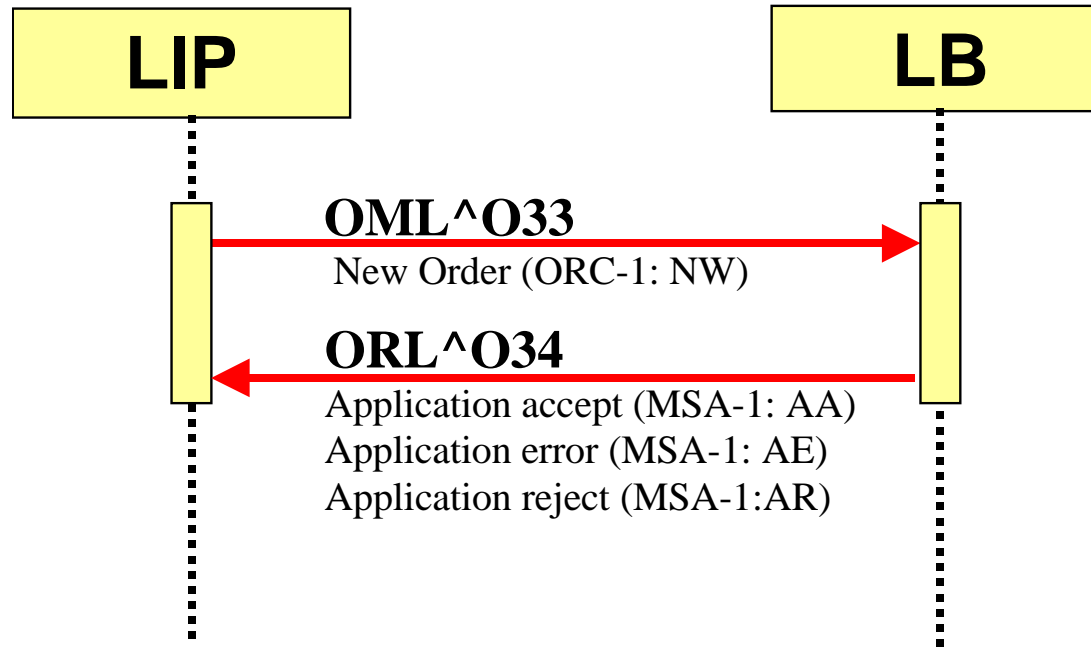 LIP
LB
OML^O33
New Order (ORC-1: NW)
ORL^O34
Application accept (MSA-1: AA)
Application error (MSA-1: AE)
Application reject (MSA-1:AR)